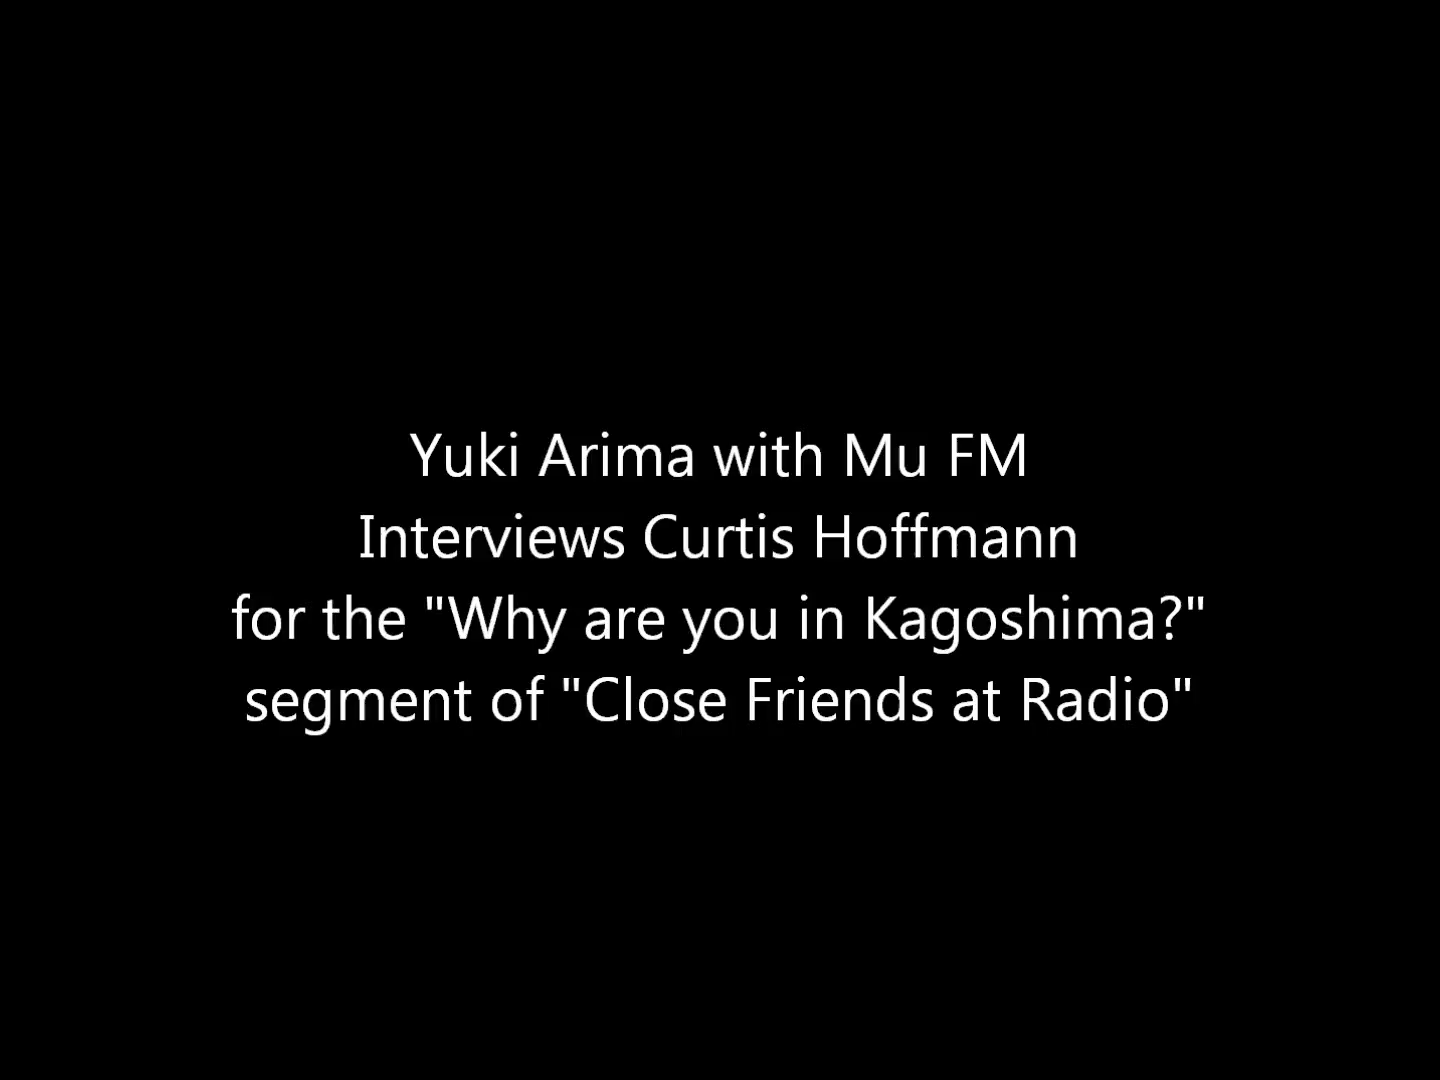 Yuki Arima with Mu FM
Interviews Curtis Hoffmann
for the "Why are you in Kagoshima?"
segment of "Close Friends at Radio"